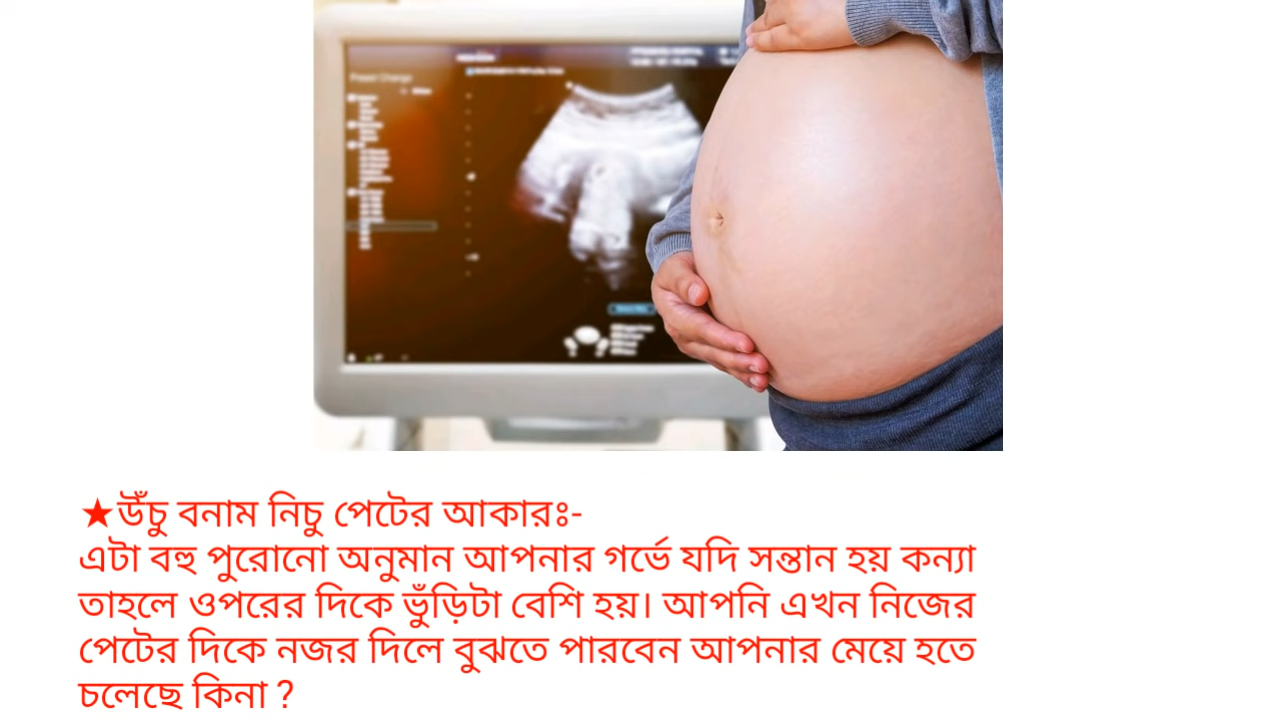 ★উঁচু বনাম নিচু পেটের আকারঃ-
এটা বহু পুরোনো অনুমান আপনার গর্ভে যদি সন্তান হয় কন্যা
তাহলে ওপরের দিকে ভুঁড়িটা বেশি হয়। আপনি এখন নিজের
পেটের দিকে নজর দিলে বুঝতে পারবেন আপনার মেয়ে হতে
চলেছে কিনা ?